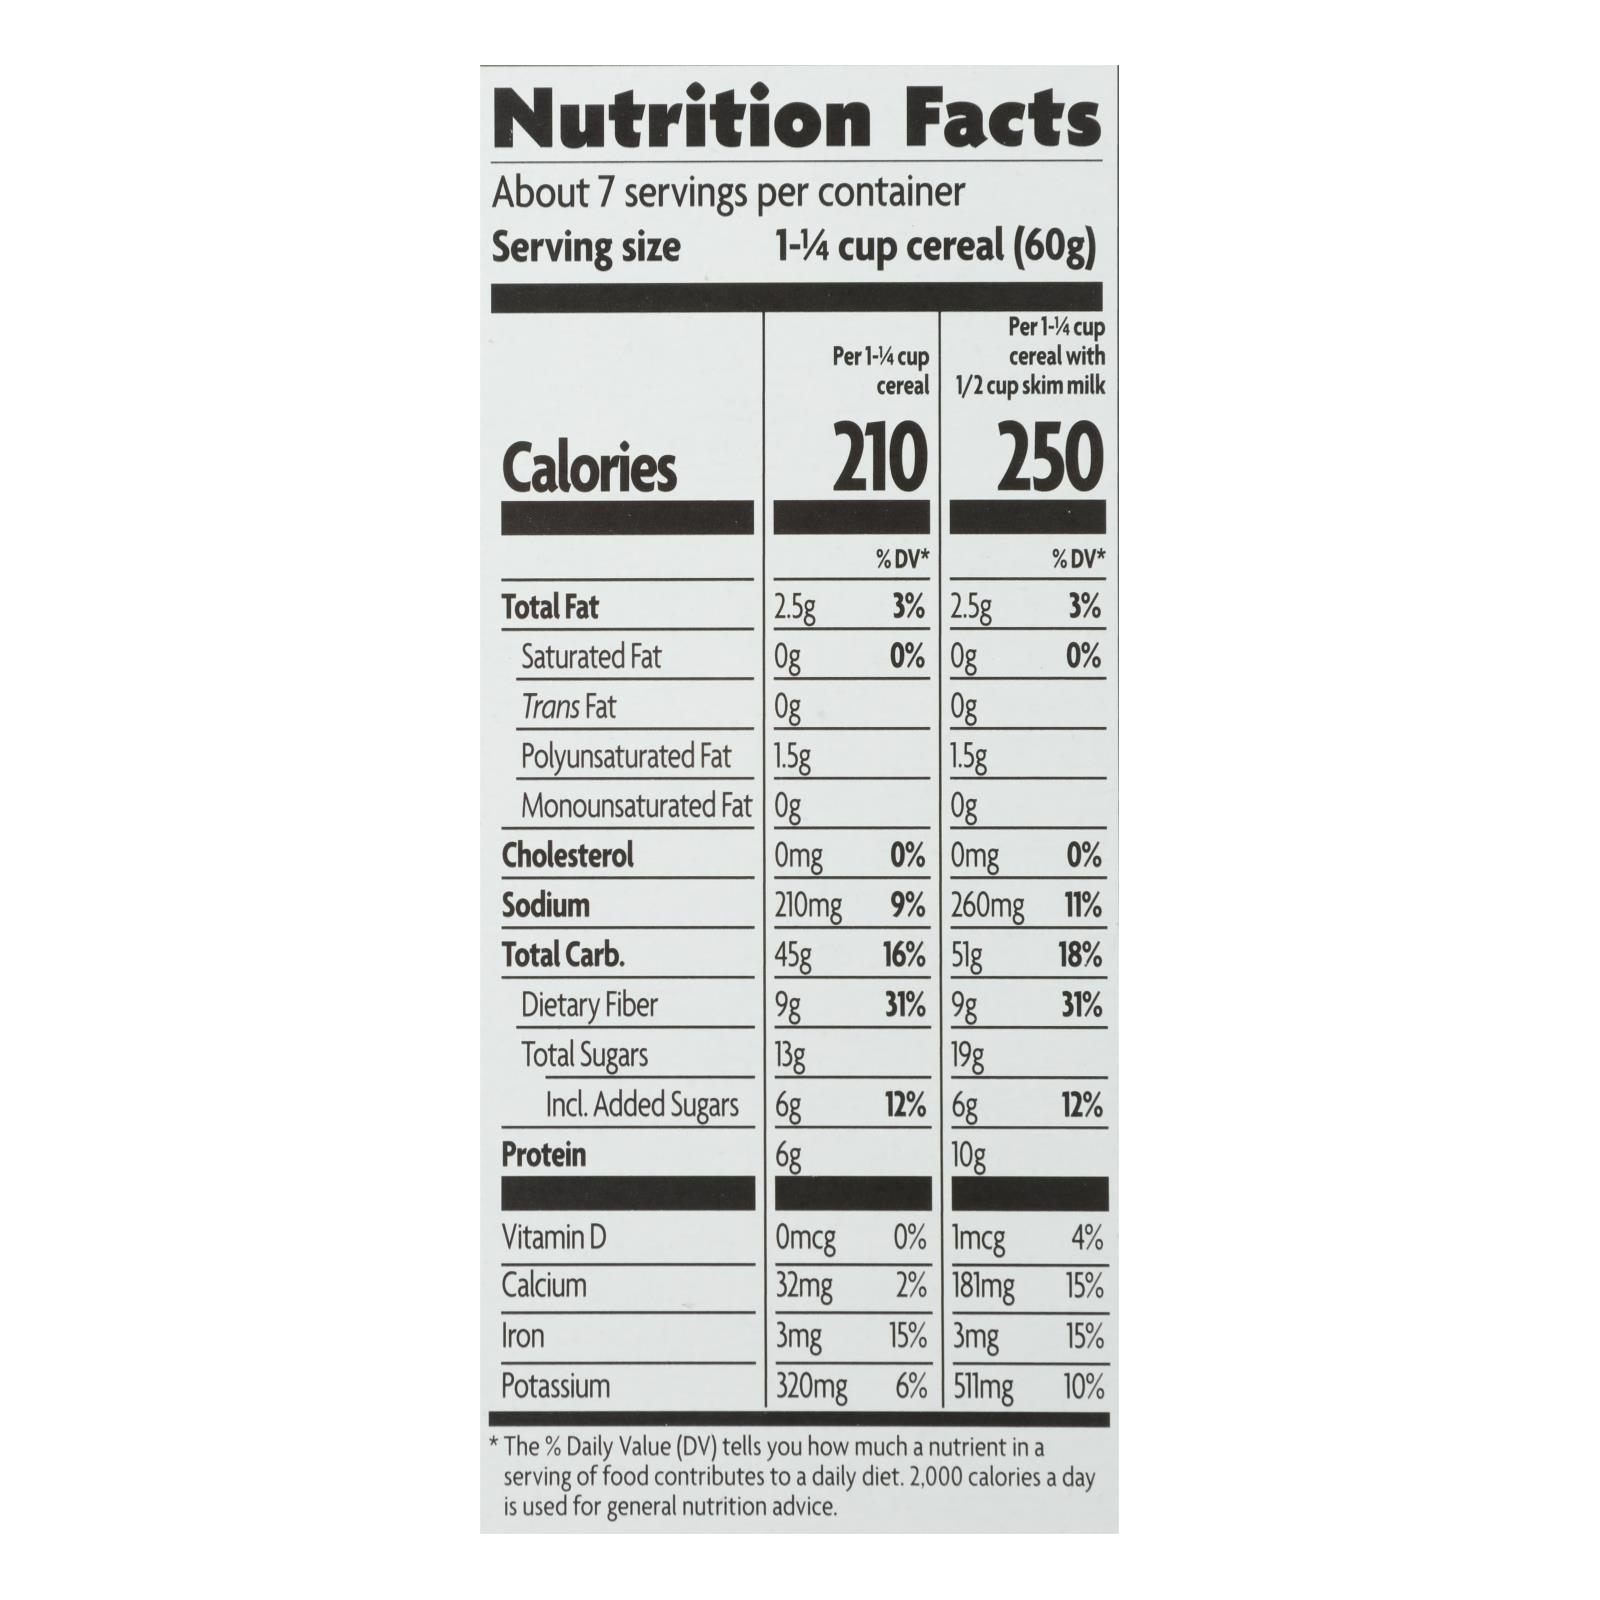 Nutrition Facts
About 7 servings per container
Serving size 1-¼ cup cereal (60g)
Per 1-¼ cup
cereal
Per 1-¼ cup
cereal with
1/2 cup skim milk
Calories 210 250
% DV* % DV*
Total Fat 2.5g 3% 2.5g 3%
Saturated Fat 0g 0% 0g 0%
Trans Fat 0g 0g
Polyunsaturated Fat 1.5g 1.5g
Monounsaturated Fat 0g 0g
Cholesterol 0mg 0% 0mg 0%
Sodium 210mg 9% 260mg 11%
Total Carb. 45g 16% 51g 18%
Dietary Fiber 9g 31% 9g 31%
Total Sugars 13g 19g
Incl. Added Sugars 6g 12% 6g 12%
Protein 6g 10g
Vitamin D 0mcg 0% 1mcg 4%
Calcium 32mg 2% 181mg 15%
Iron 3mg 15% 3mg 15%
Potassium 320mg 6% 511mg 10%
* The % Daily Value (DV) tells you how much a nutrient in a
serving of food contributes to a daily diet. 2,000 calories a day
is used for general nutrition advice.